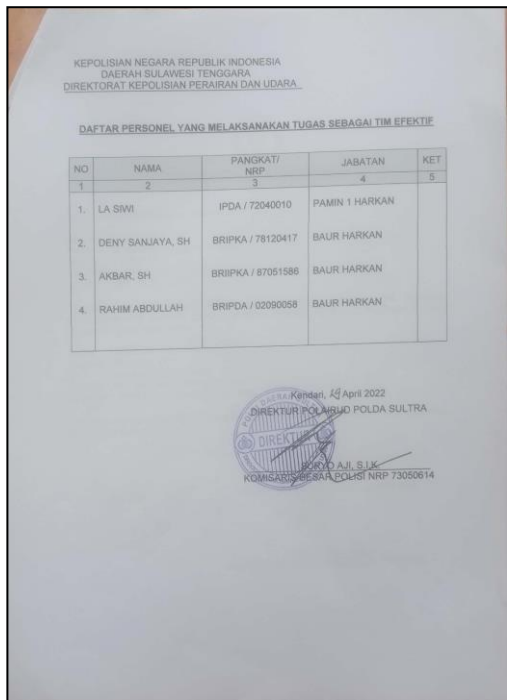 KEPOLISIAN NEGARA REPUBLIK INDONESIA
DAERAH SULAWESI TENGGARA
DIREKTORAT KEPOLISIAN PERAIRAN DAN UDARA
DAFTAR PERSONEL YANG MELAKSANAKAN TUGAS SEBAGAI TIM EFEKTIF
NO NAMA PANGKAT/ NRP JABATAN KET
1 2 3 4 5
1. LA SIWI IPDA / 72040010 PAMIN 1 HARKAN
2. DENY SANJAYA, SH BRIPKA / 78120417 BAUR HARKAN
3. AKBAR, SH BRIIPKA / 87051586 BAUR HARKAN
4. RAHIM ABDULLAH BRIPDA / 02090058 BAUR HARKAN
Kendari, April 2022
DIREKTUR POLAIRUD POLDA SULTRA
DIREKTUR
SURYO AJI, S.I.K.
KOMISARIS BESAR POLISI NRP 73050614